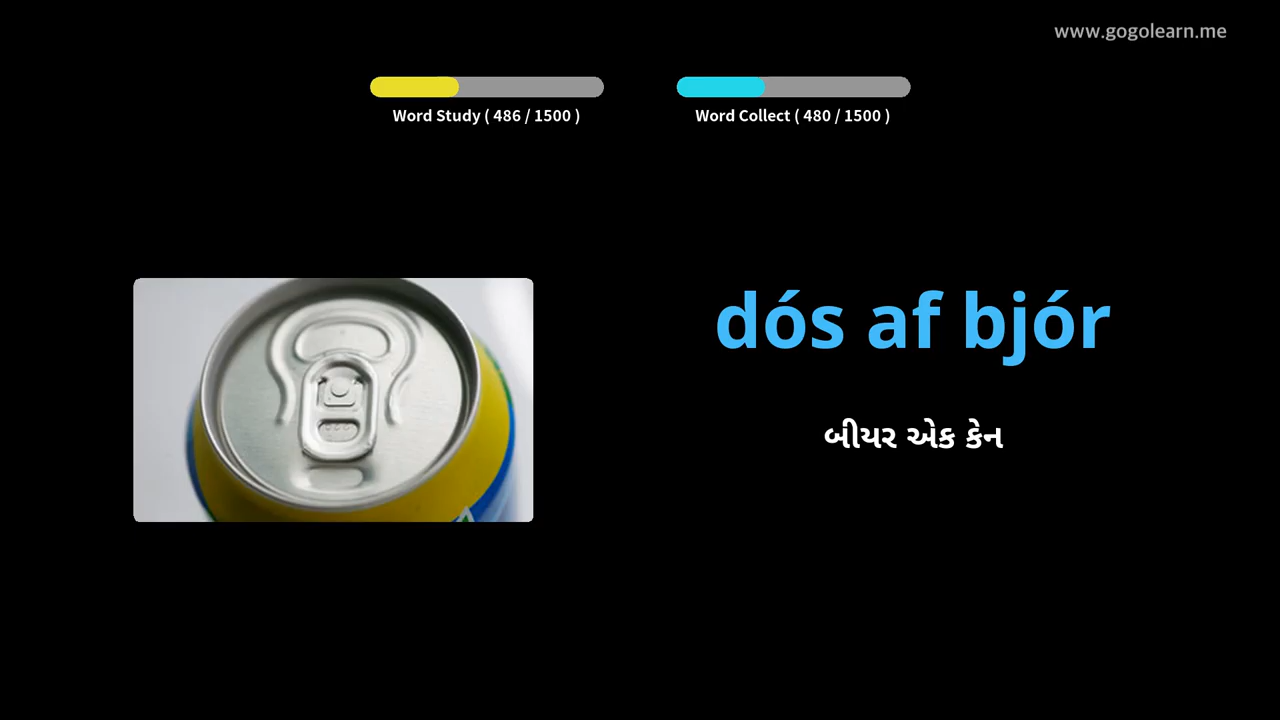 www.gogolearn.me
Word Study ( 486 / 1500 )
Word Collect ( 480 / 1500 )
dós af bjór
બીયર એક કેન